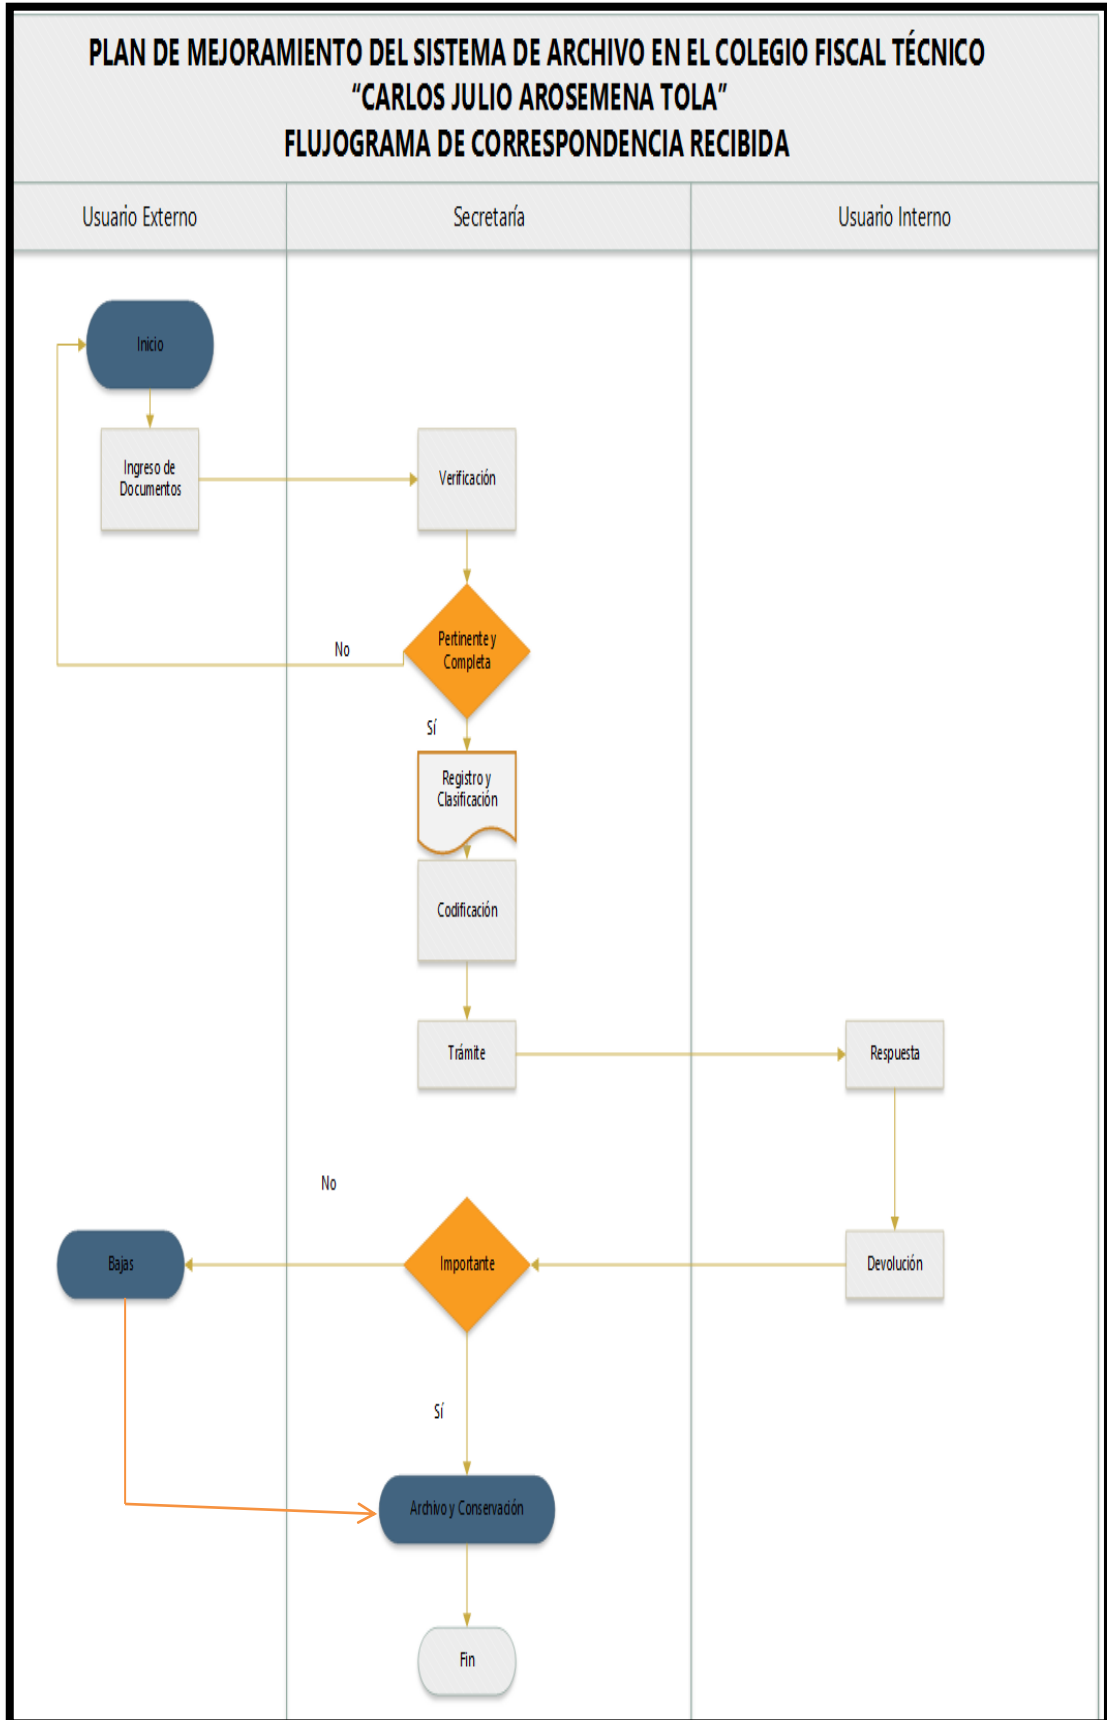 PLAN DE MEJORAMIENTO DEL SISTEMA DE ARCHIVO EN EL COLEGIO FISCAL TÉCNICO
“CARLOS JULIO AROSEMENA TOLA”
FLUJOGRAMA DE CORRESPONDENCIA RECIBIDA
Usuario Externo
Secretaría
Usuario Interno
Inicio
Ingreso de
Documentos
Verificación
Pertinente y
Completa
No
Sí
Registro y
Clasificación
Codificación
Trámite
Respuesta
No
Bajas
Importante
Devolución
Sí
Archivo y Conservación
Fin